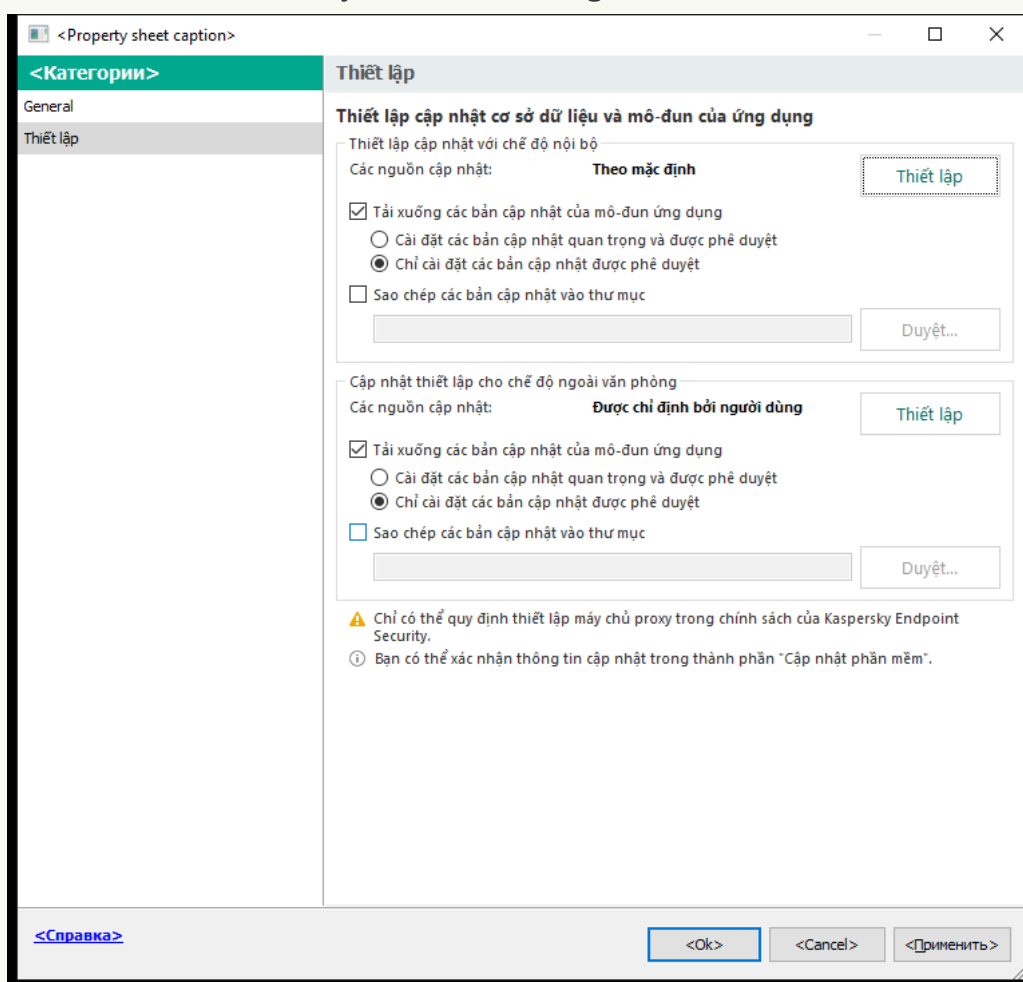 <Property sheet caption>
<Категории>
General
Thiết lập
Thiết lập
Thiết lập cập nhật cơ sở dữ liệu và mô-đun của ứng dụng
Thiết lập cập nhật với chế độ nội bộ
Các nguồn cập nhật: Theo mặc định
Thiết lập
Tải xuống các bản cập nhật của mô-đun ứng dụng
Cài đặt các bản cập nhật quan trọng và được phê duyệt
Chỉ cài đặt các bản cập nhật được phê duyệt
Sao chép các bản cập nhật vào thư mục
Duyệt...
Cập nhật thiết lập cho chế độ ngoài văn phòng
Các nguồn cập nhật: Được chỉ định bởi người dùng
Thiết lập
Tải xuống các bản cập nhật của mô-đun ứng dụng
Cài đặt các bản cập nhật quan trọng và được phê duyệt
Chỉ cài đặt các bản cập nhật được phê duyệt
Sao chép các bản cập nhật vào thư mục
Duyệt...
Chỉ có thể quy định thiết lập máy chủ proxy trong chính sách của Kaspersky Endpoint
Security.
Bạn có thể xác nhận thông tin cập nhật trong thành phần "Cập nhật phần mềm".
<Справка>
<Ok> <Cancel> <Применить>